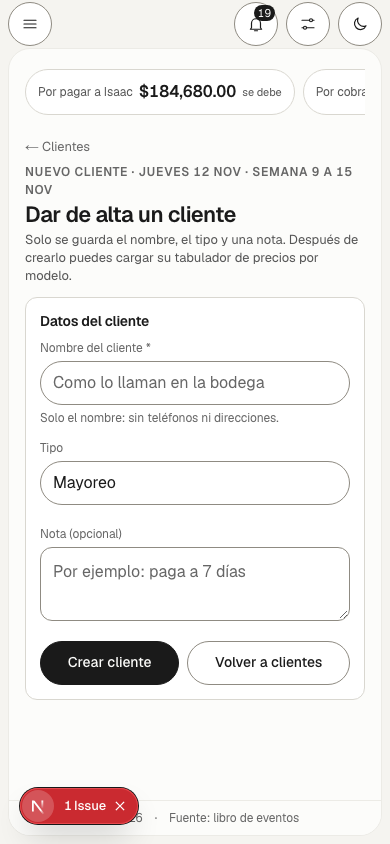 19
Por pagar a Isaac $184,680.00 se debe
Por cobra
← Clientes
NUEVO CLIENTE · JUEVES 12 NOV · SEMANA 9 A 15
NOV
Dar de alta un cliente
Solo se guarda el nombre, el tipo y una nota. Después de
crearlo puedes cargar su tabulador de precios por
modelo.
Datos del cliente
Nombre del cliente *
Como lo llaman en la bodega
Solo el nombre: sin teléfonos ni direcciones.
Tipo
Mayoreo
Nota (opcional)
Por ejemplo: paga a 7 días
Crear cliente
Volver a clientes
N 1 Issue
· Fuente: libro de eventos